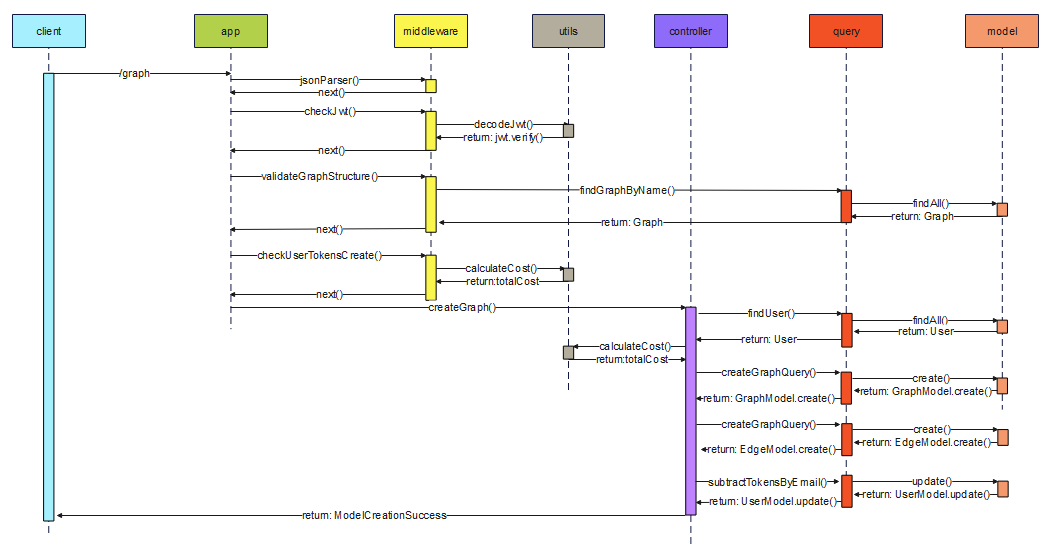 client
app
middleware
utils
controller
query
model
/graph
jsonParser()
next()
checkJwt()
decodeJwt()
return: jwt.verify()
next()
validateGraphStructure()
findGraphByName()
findAll()
return: Graph
return: Graph
next()
checkUserTokensCreate()
calculateCost()
return:totalCost
next()
createGraph()
findUser()
findAll()
return: User
return: User
calculateCost()
return:totalCost
createGraphQuery()
create()
return: GraphModel.create()
return: GraphModel.create()
createGraphQuery()
create()
return: EdgeModel.create()
return: EdgeModel.create()
subtractTokensByEmail()
update()
return: UserModel.update()
return: UserModel.update()
return: ModelCreationSuccess